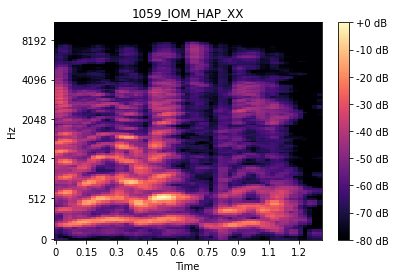 1059_IOM_HAP_XX
+0 dB
8192
-10 dB
4096
-20 dB
-30 dB
2048
Hz
-40 dB
1024
-50 dB
512
-60 dB
-70 dB
0
-80 dB
0 0.15 0.3 0.45 0.6 0.75 0.9 1.1 1.2
Time